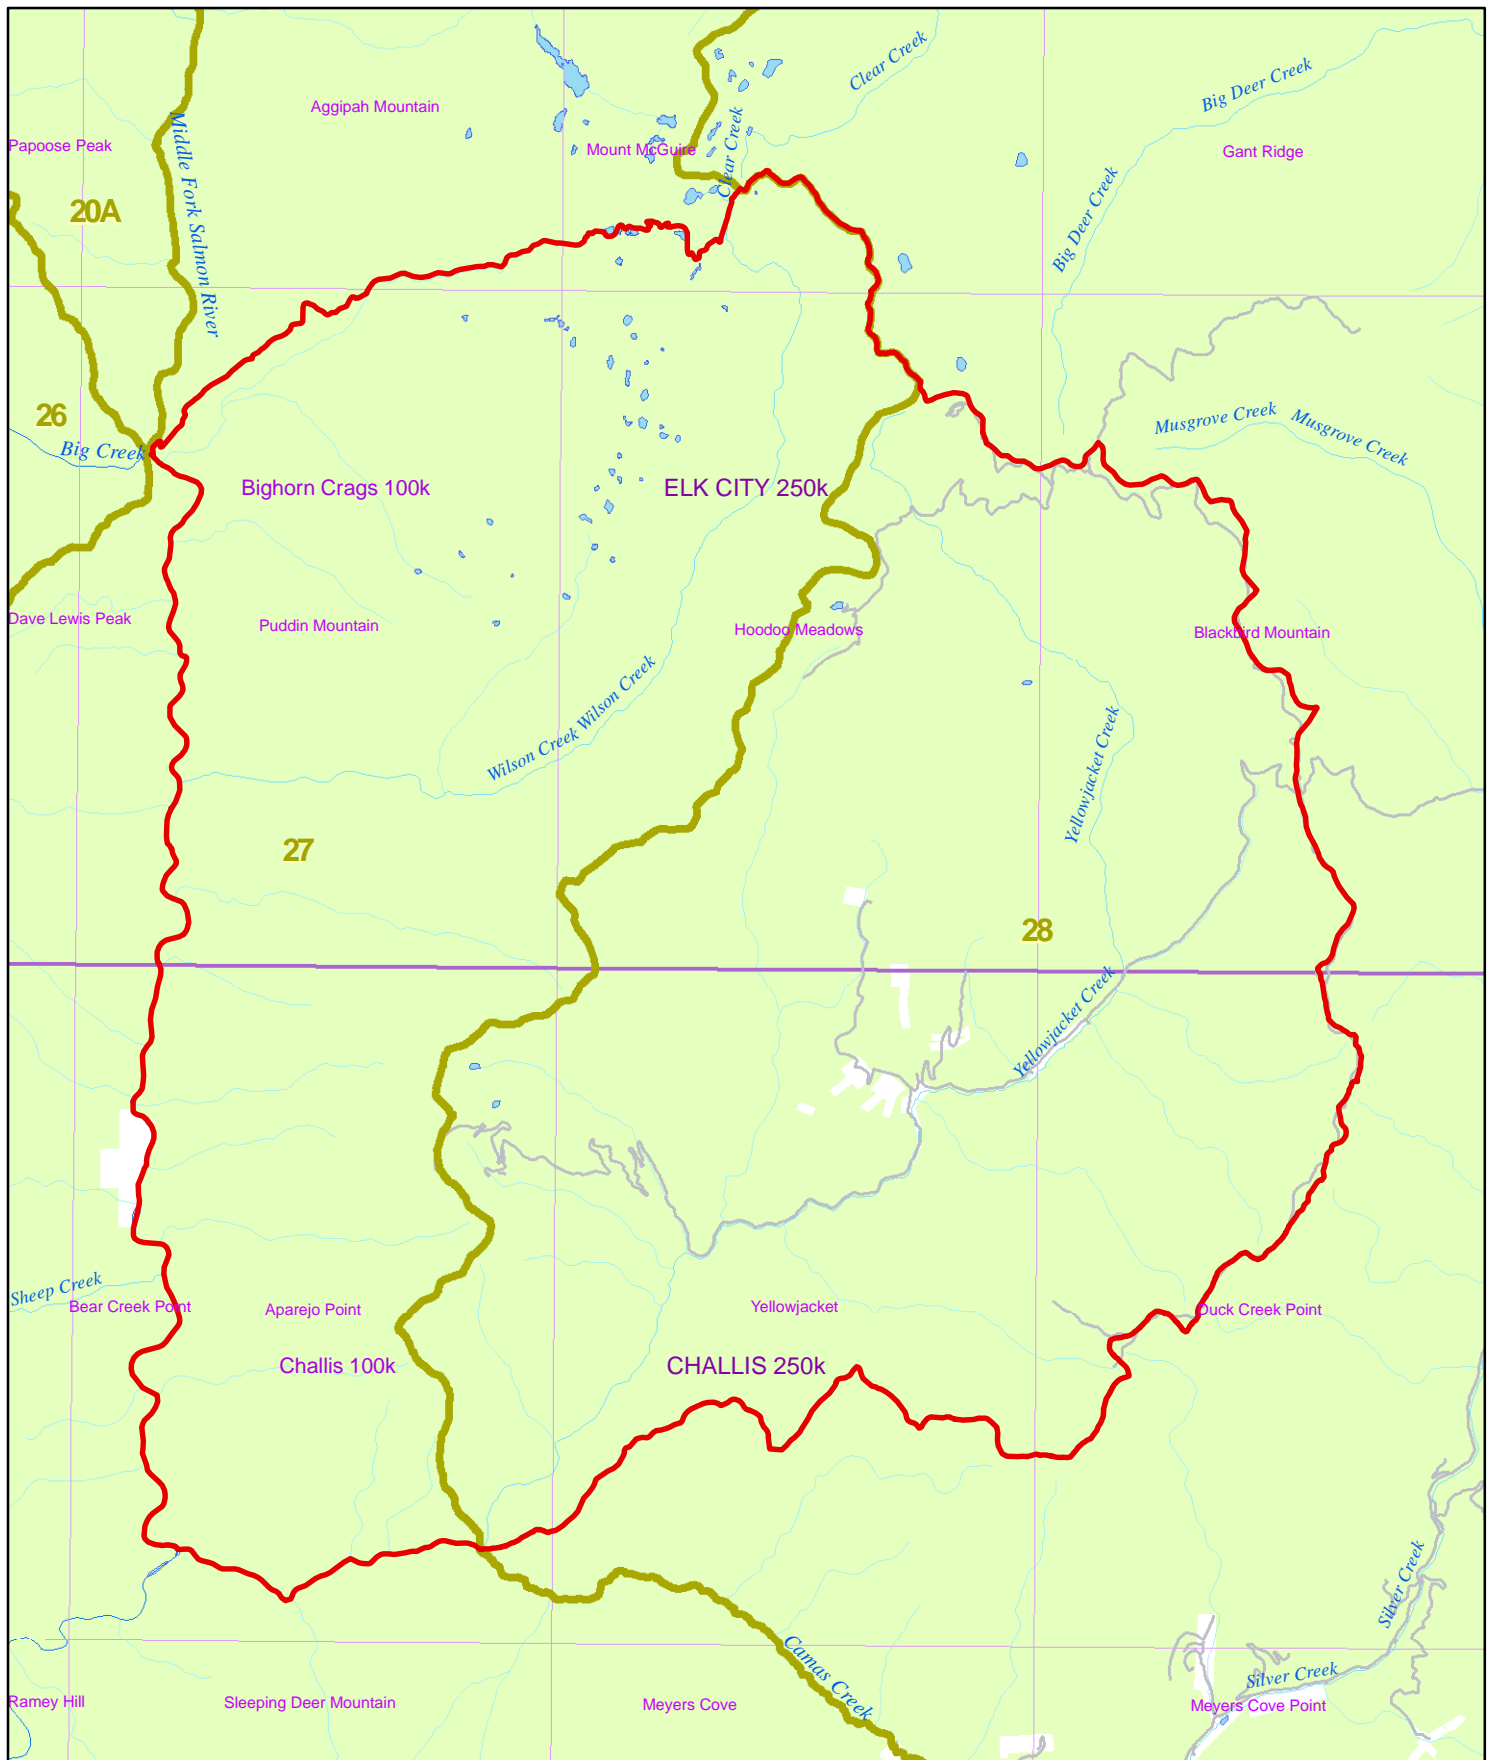 Clear Creek
Big Deer Creek
Aggipah Mountain
Papoose Peak
Middle Fork Salmon River
Mount McGuire
Clear Creek
Gant Ridge
20A
Big Deer Creek
26
Big Creek
Musgrove Creek
Musgrove Creek
Bighorn Crags 100k
ELK CITY 250k
Dave Lewis Peak
Puddin Mountain
Hoodoo Meadows
Blackbird Mountain
Wilson Creek
Wilson Creek
Yellowjacket Creek
27
28
Yellowjacket Creek
Sheep Creek
Bear Creek Point
Aparejo Point
Yellowjacket
Duck Creek Point
Challis 100k
CHALLIS 250k
Silver Creek
Camas Creek
Silver Creek
Ramey Hill
Sleeping Deer Mountain
Meyers Cove
Meyers Cove Point